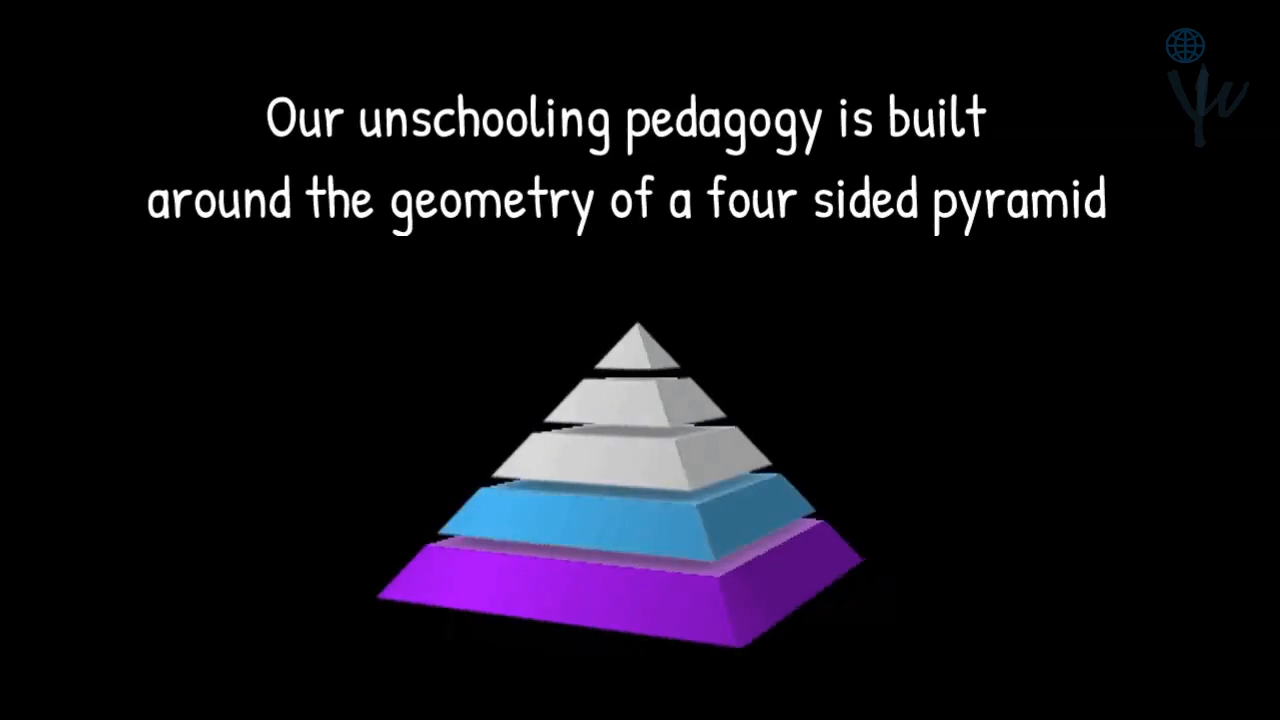 Our unschooling pedagogy is built
around the geometry of a four sided pyramid